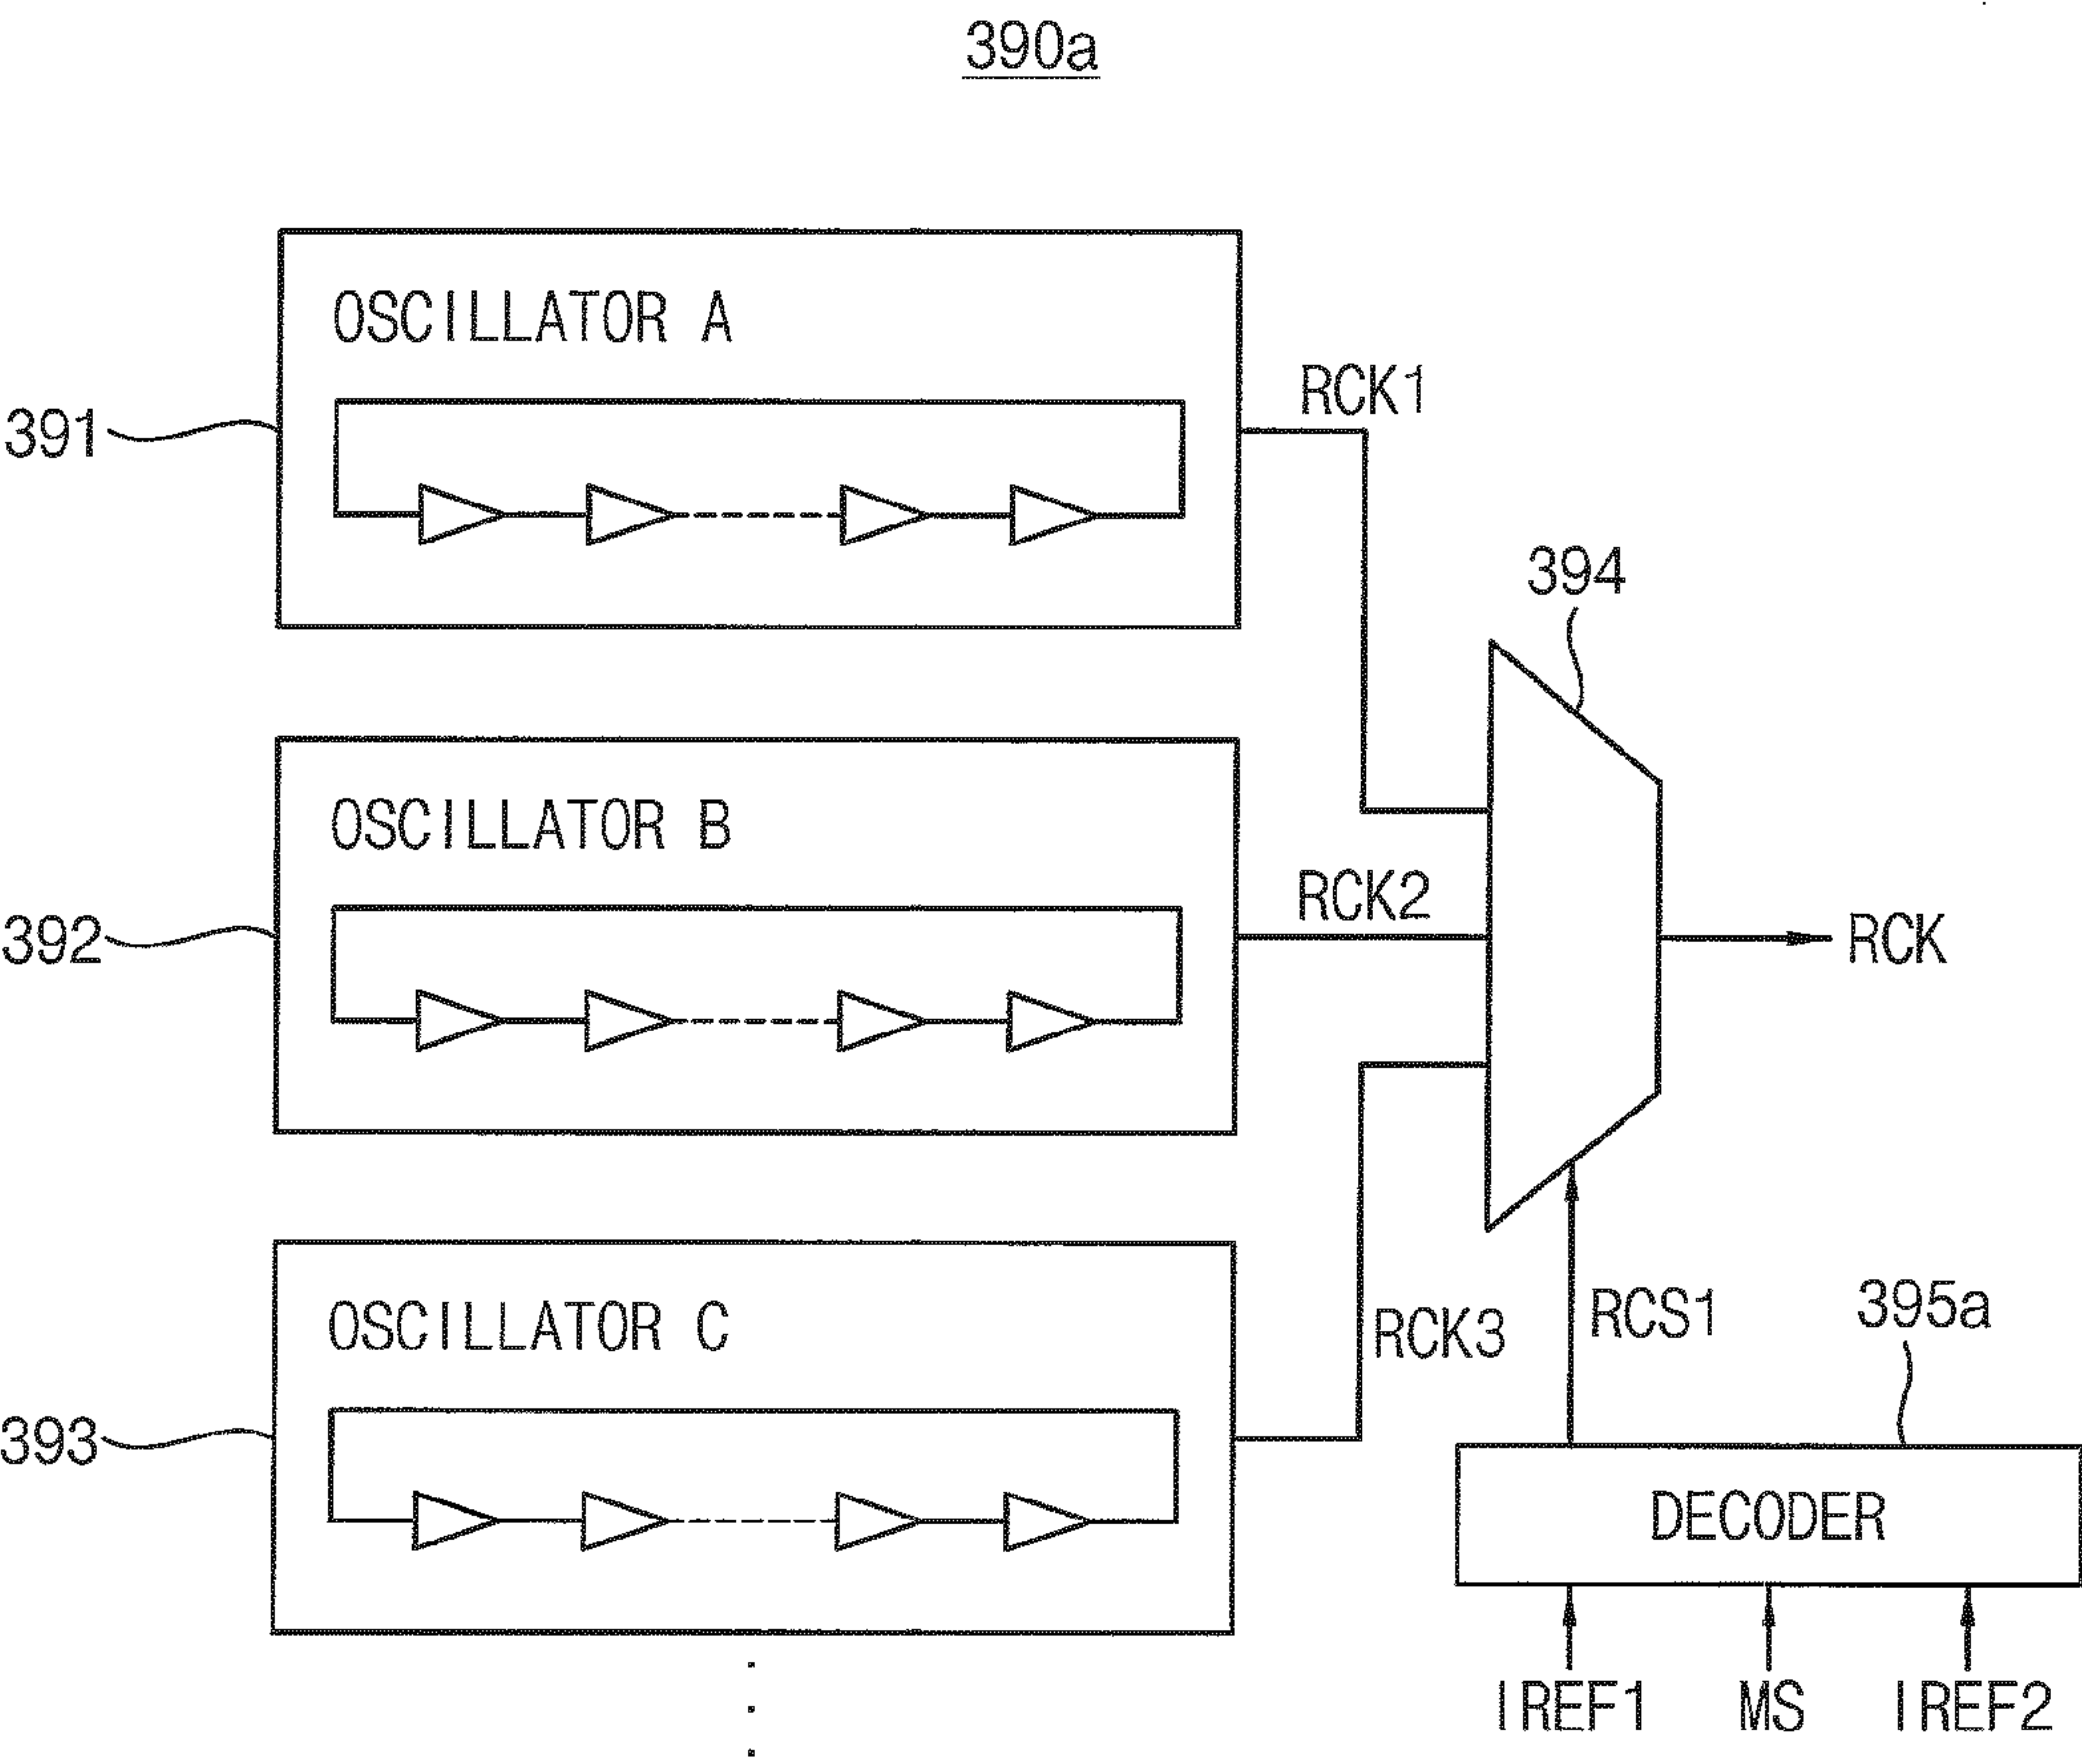 390a
OSCILLATOR A
391
RCK1
394
OSCILLATOR B
392
RCK2
RCK
OSCILLATOR C
393
RCK3
RCS1
395a
DECODER
IREF1
MS
IREF2